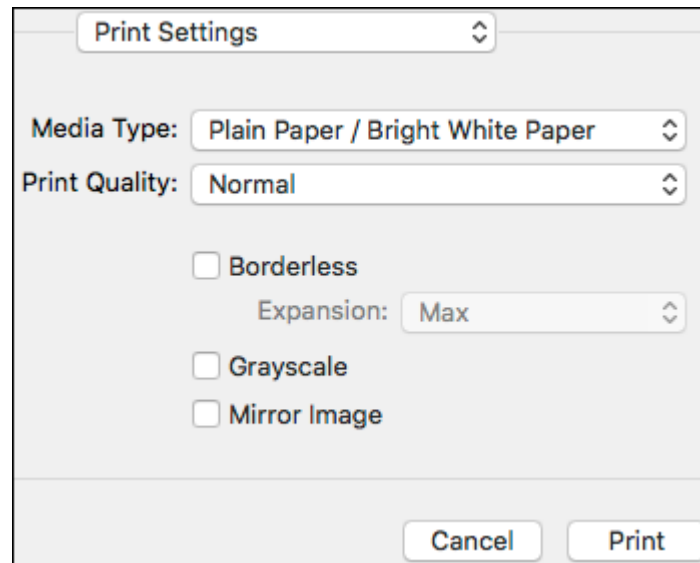 Print Settings
Media Type: Plain Paper / Bright White Paper
Print Quality: Normal
Borderless
Expansion: Max
Grayscale
Mirror Image
Cancel Print